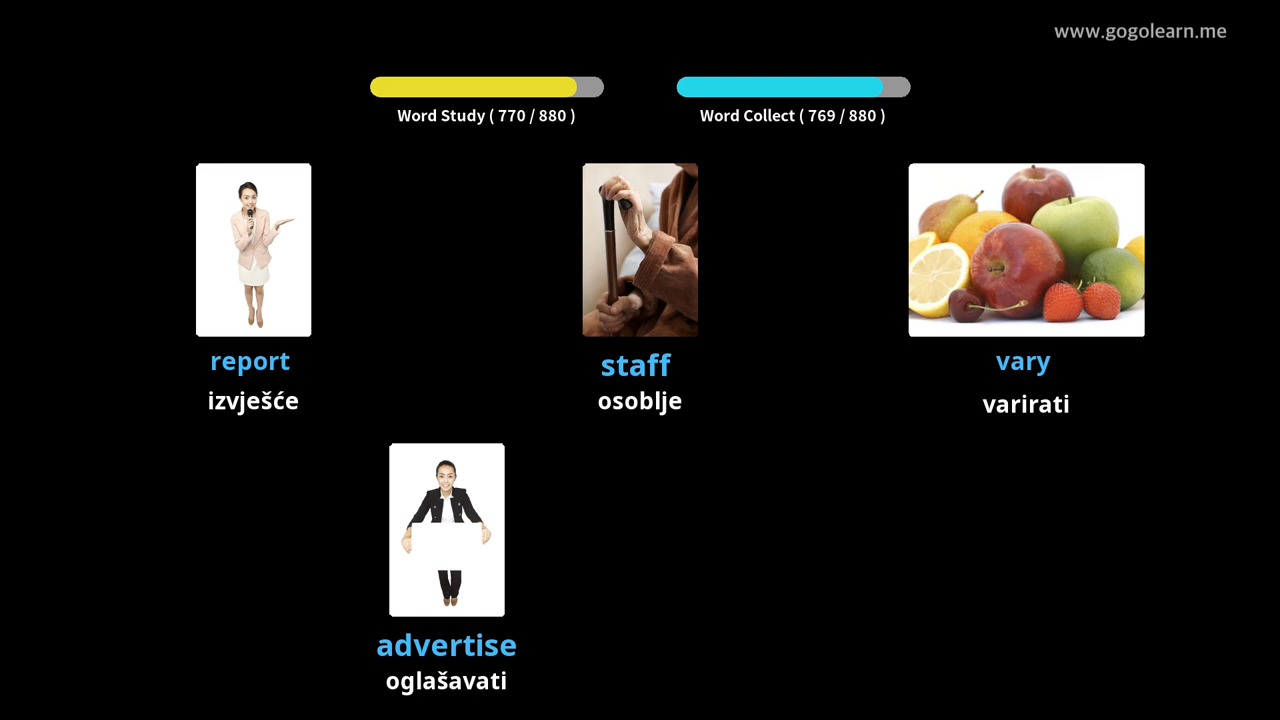 www.gogolearn.me
Word Study ( 770 / 880 )
Word Collect ( 769 / 880 )
report
izvješće
staff
osoblje
vary
varirati
advertise
oglašavati